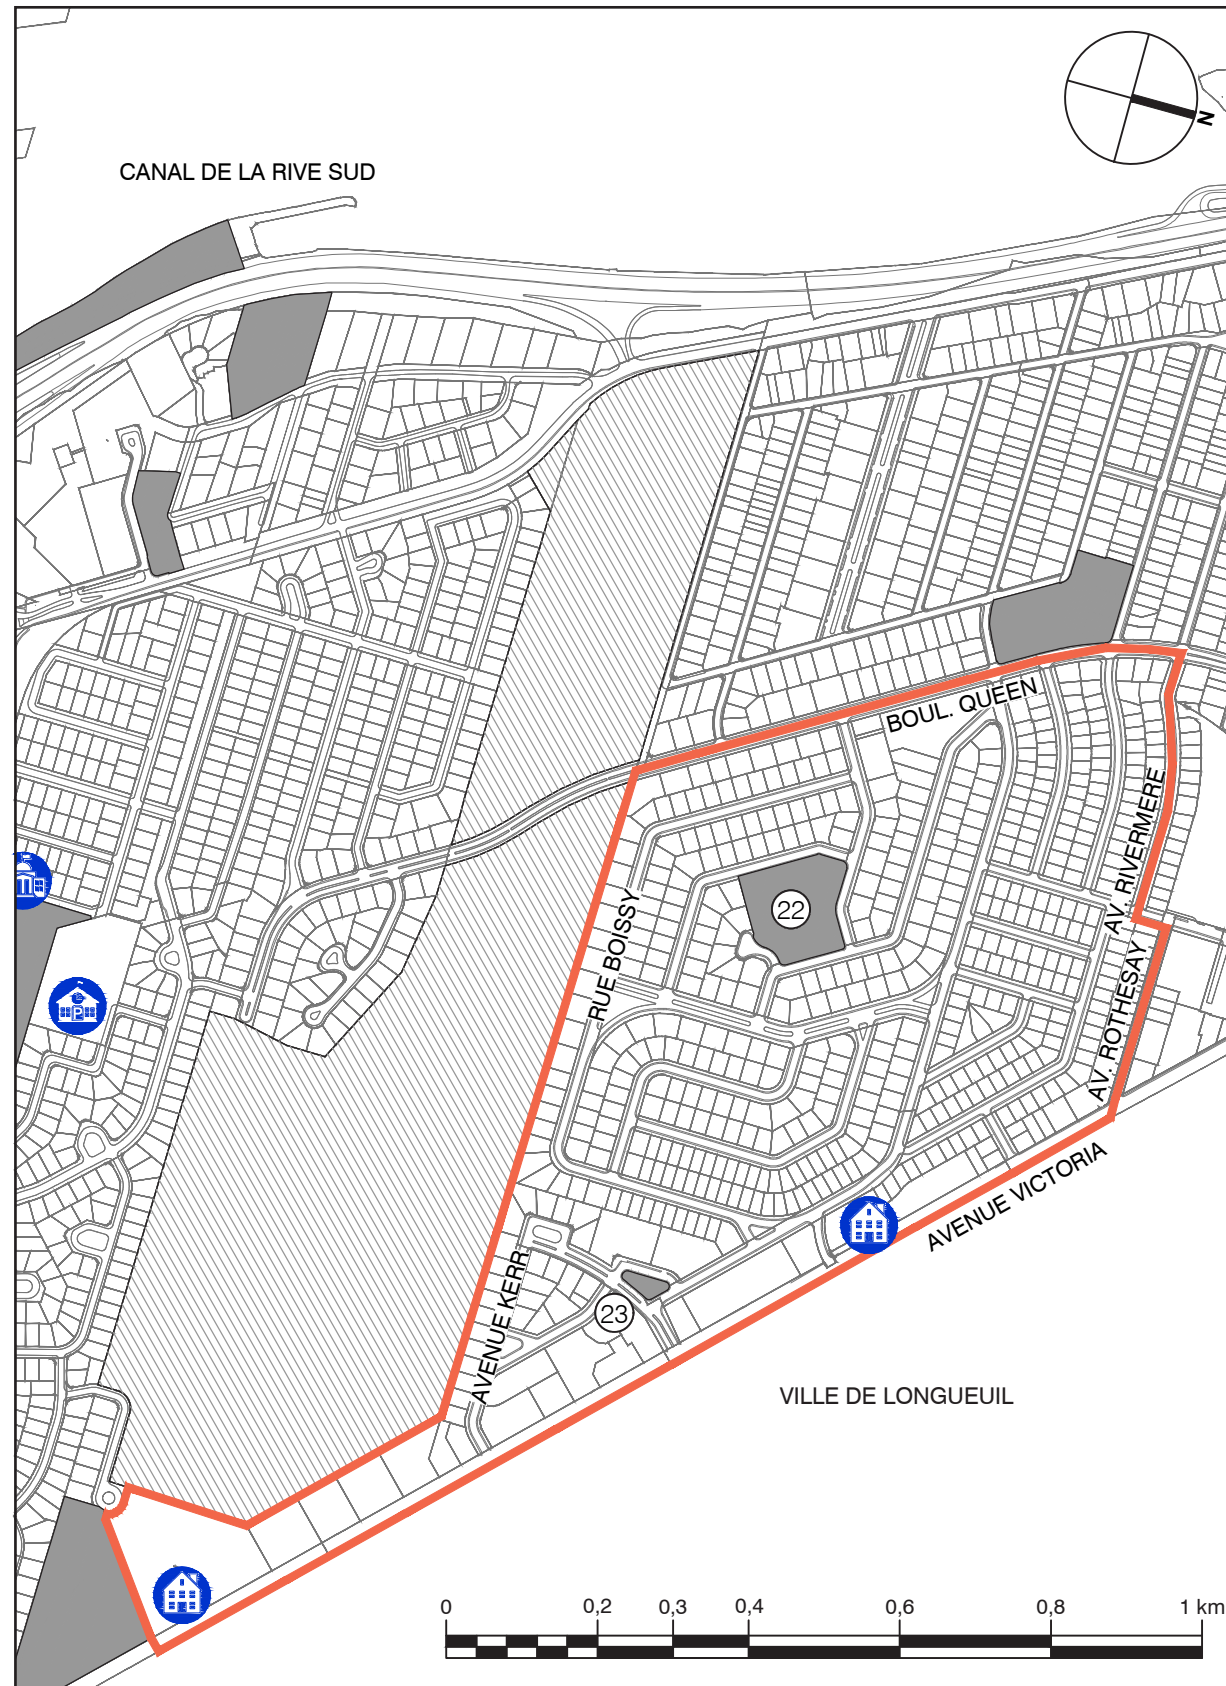 N
CANAL DE LA RIVE SUD
BOUL. QUEEN
AV. RIVERMERE
22
RUE BOISSY
AV. ROTHESAY
P
AVENUE VICTORIA
AVENUE KERR
23
VILLE DE LONGUEUIL
0 0,2 0,3 0,4 0,6 0,8 1 km